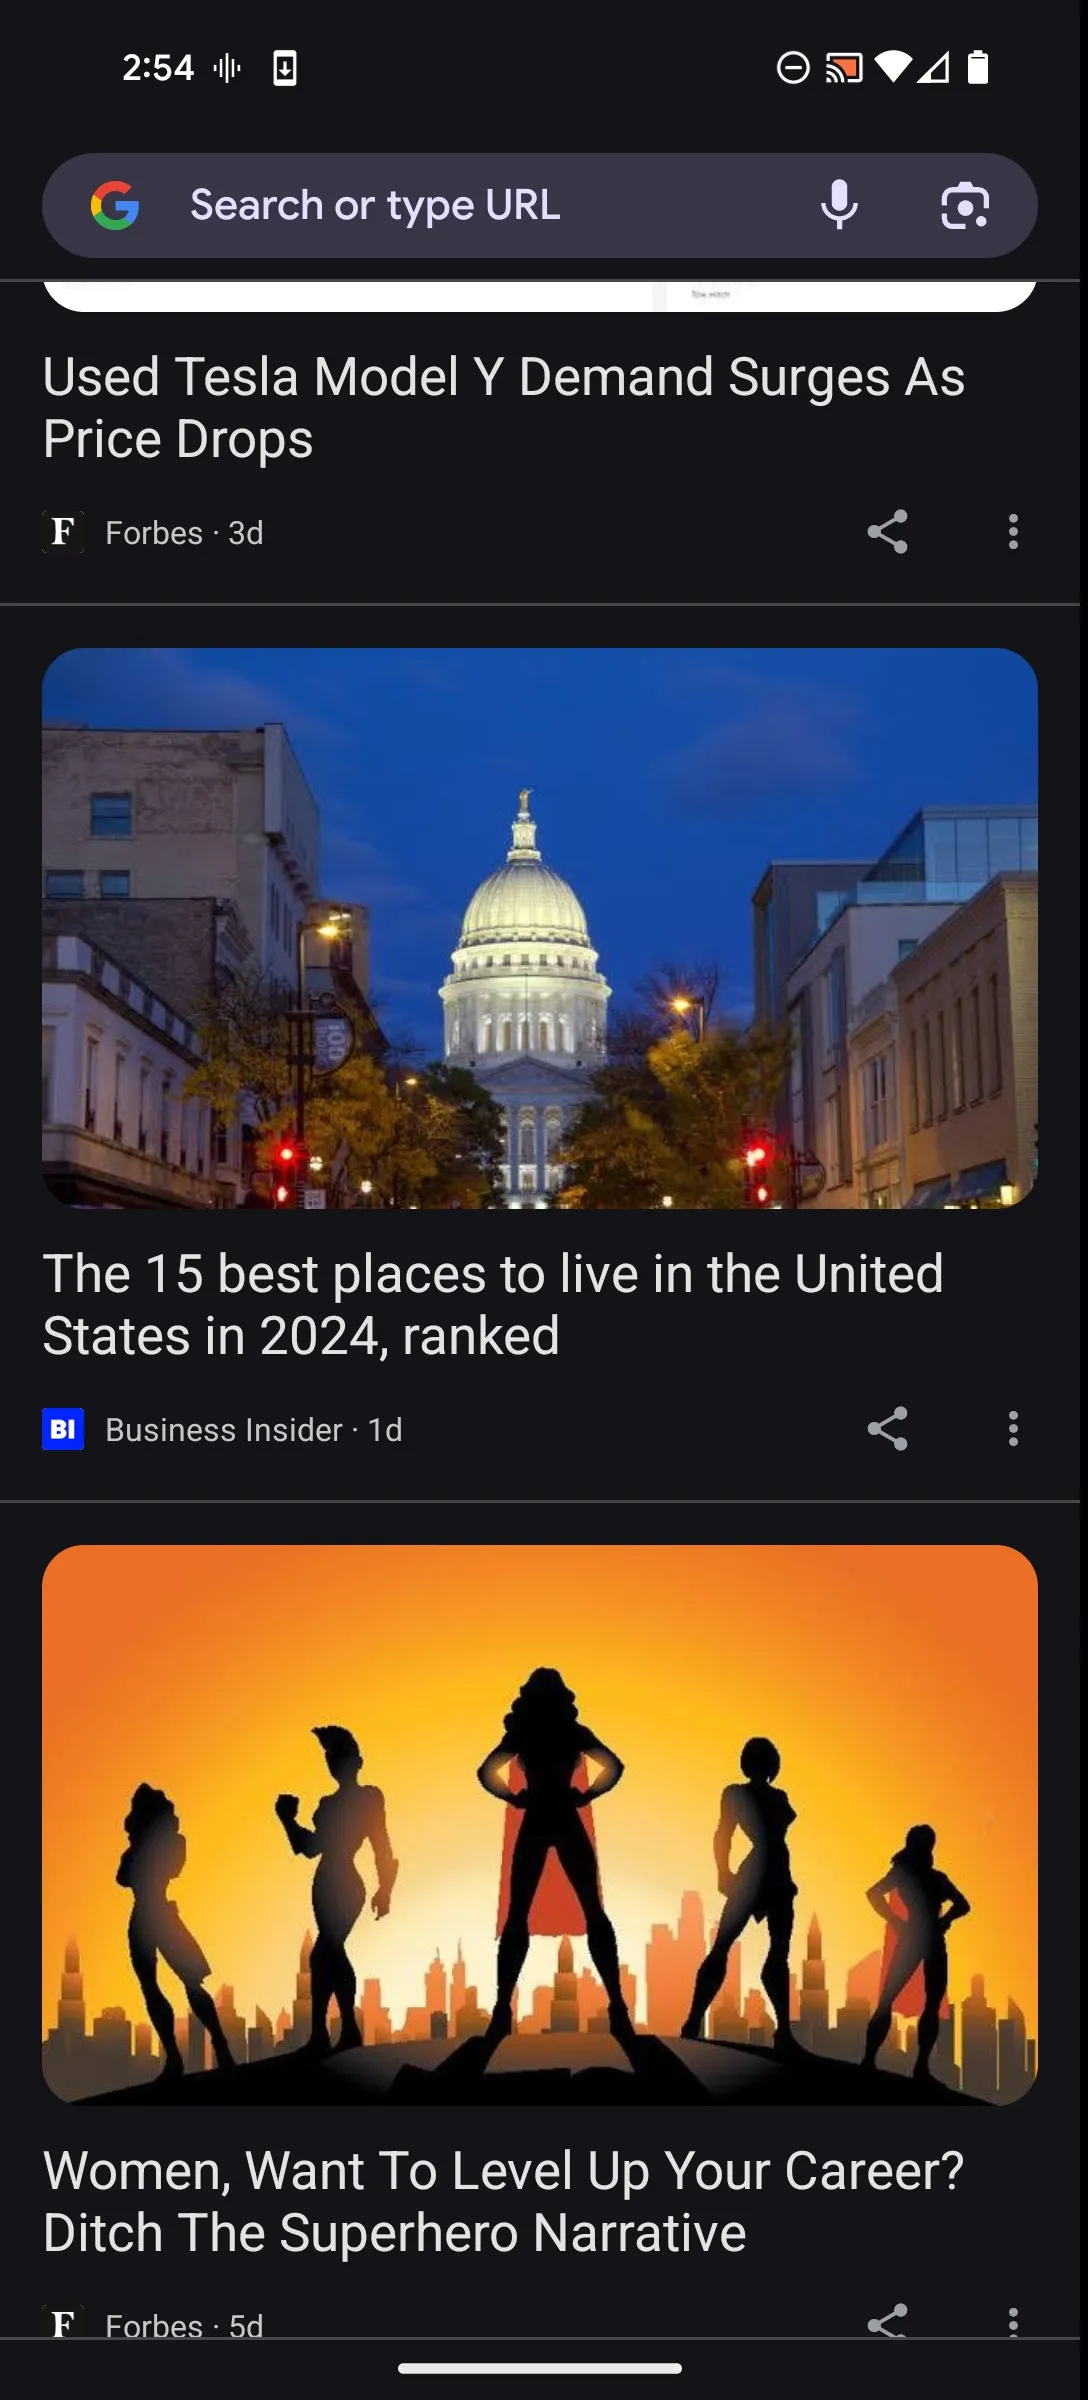 2:54
Search or type URL
Tow Hitch
Used Tesla Model Y Demand Surges As
Price Drops
F Forbes · 3d
The 15 best places to live in the United
States in 2024, ranked
BI Business Insider · 1d
Women, Want To Level Up Your Career?
Ditch The Superhero Narrative
F Forbes · 5d